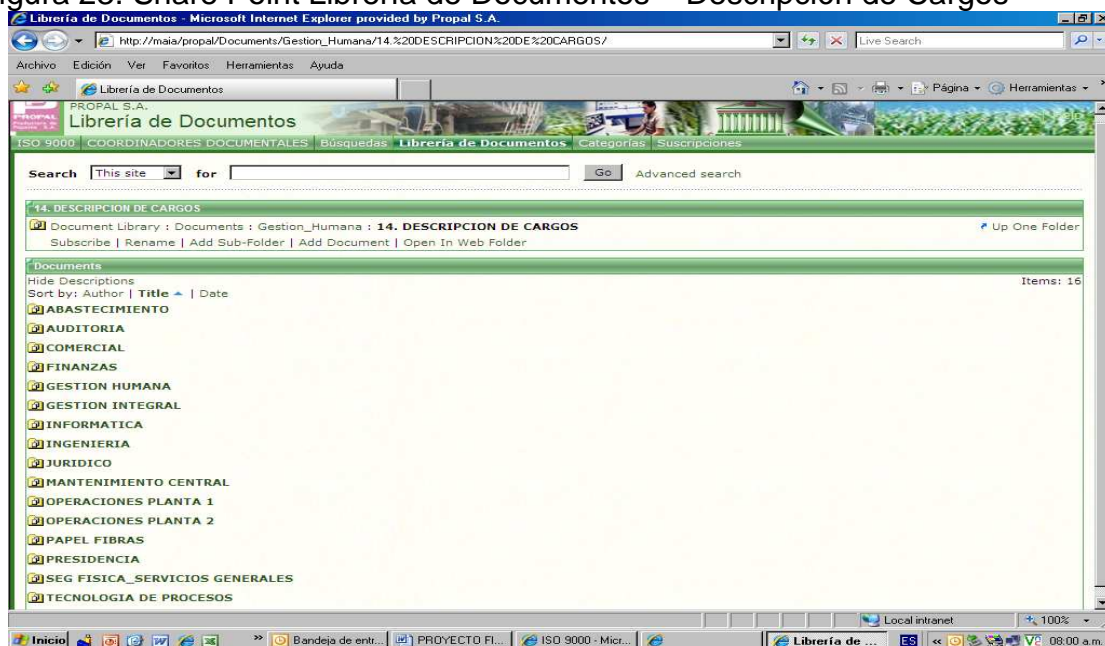 gura 28. Share Point Librería de Documentos – Descripción de Cargos
Librería de Documentos - Microsoft Internet Explorer provided by Propal S.A.
http://maia/propal/Documents/Gestion_Humana/14.%20DESCRIPCION%20DE%20CARGOS/
Live Search
Archivo Edición Ver Favoritos Herramientas Ayuda
Librería de Documentos
Página
Herramientas
PROPAL S.A.
PROPAL
Librería de Documentos
ISO 9000 COORDINADORES DOCUMENTALES Búsquedas Librería de Documentos Categorías Suscripciones
Search This site for Go Advanced search
14. DESCRIPCION DE CARGOS
Document Library : Documents : Gestion_Humana : 14. DESCRIPCION DE CARGOS Up One Folder
Subscribe | Rename | Add Sub-Folder | Add Document | Open In Web Folder
Documents
Hide Descriptions Items: 16
Sort by: Author | Title | Date
ABASTECIMIENTO
AUDITORIA
COMERCIAL
FINANZAS
GESTION HUMANA
GESTION INTEGRAL
INFORMATICA
INGENIERIA
JURIDICO
MANTENIMIENTO CENTRAL
OPERACIONES PLANTA 1
OPERACIONES PLANTA 2
PAPEL FIBRAS
PRESIDENCIA
SEG FISICA_SERVICIOS GENERALES
TECNOLOGIA DE PROCESOS
Local intranet 100%
Inicio » Bandeja de entr... PROYECTO FI... ISO 9000 - Micr... Librería de ... ES « 08:00 a.m.